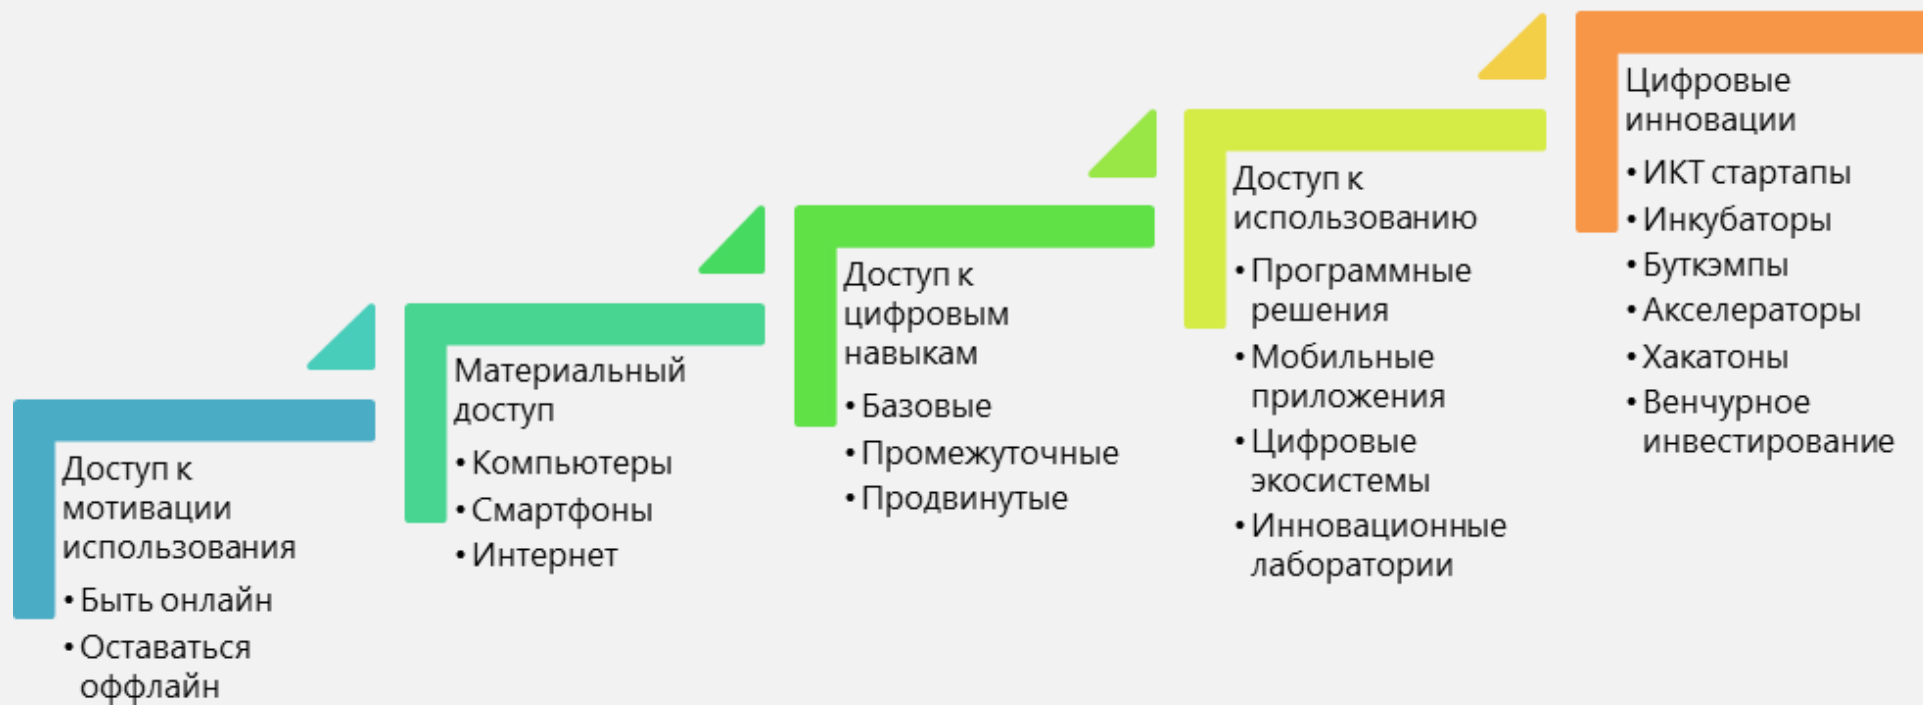 Доступ к
мотивации
использования
• Быть онлайн
• Оставаться
оффлайн
Материальный
доступ
• Компьютеры
• Смартфоны
• Интернет
Доступ к
цифровым
навыкам
• Базовые
• Промежуточные
• Продвинутые
Доступ к
использованию
• Программные
решения
• Мобильные
приложения
• Цифровые
экосистемы
• Инновационные
лаборатории
Цифровые
инновации
• ИКТ стартапы
• Инкубаторы
• Буткэмпы
• Акселераторы
• Хакатоны
• Венчурное
инвестирование